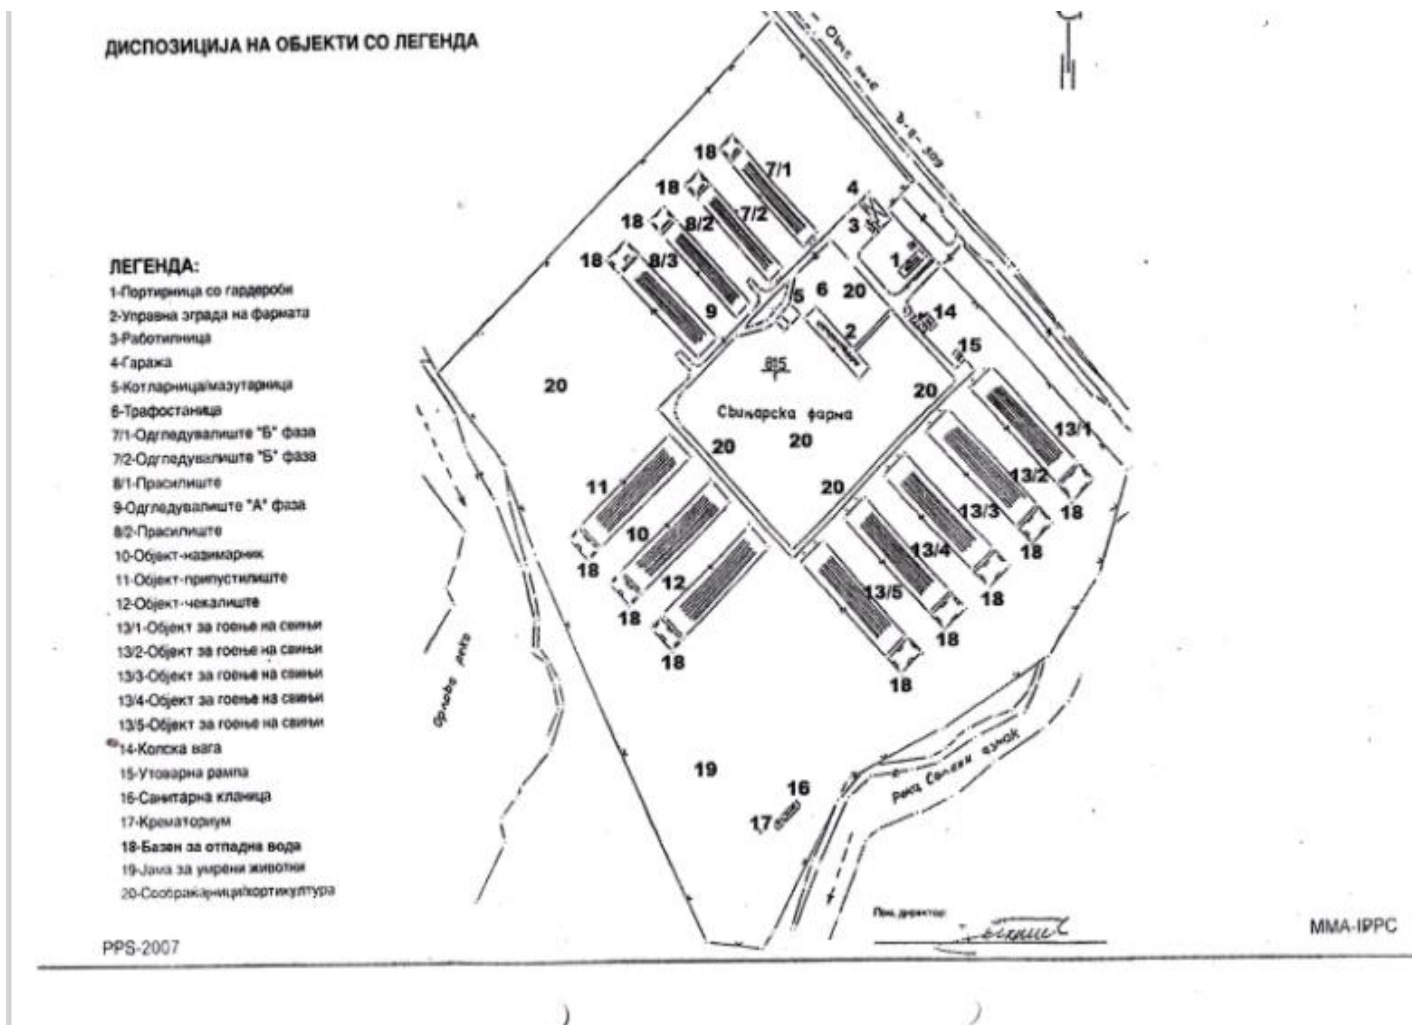 ДИСПОЗИЦИЈА НА ОБЈЕКТИ СО ЛЕГЕНДА
ЛЕГЕНДА:
1-Портирница со гардероби
2-Управна зграда на фармата
3-Работилница
4-Гаража
5-Котларница/мазутарница
6-Трафостаница
7/1-Одгледувалиште "Б" фаза
7/2-Одгледувалиште "Б" фаза
8/1-Прасилиште
9-Одгледувалиште "А" фаза
8/2-Прасилиште
10-Објект-назимарник
11-Објект-припустилиште
12-Објект-чекалиште
13/1-Објект за гоење на свињи
13/2-Објект за гоење на свињи
13/3-Објект за гоење на свињи
13/4-Објект за гоење на свињи
13/5-Објект за гоење на свињи
14-Колска вага
15-Утоварна рампа
16-Санитарна кланица
17-Крематориум
18-Базен за отпадна вода
19-Јама за умрени животни
20-Сообраќајници/хортикултура
PPS-2007
18 7/1
18 7/2
18 8/2
18 8/3
9
4
3
1
5 6 20
2
14
15
815
Свињарска фарма
20
20
20
20
20
11
10
12
18
18
18
13/1
13/2
13/3
13/4
13/5
18
18
18
18
18
19
16
17
река
Пом. директор:
MMA-IPPC